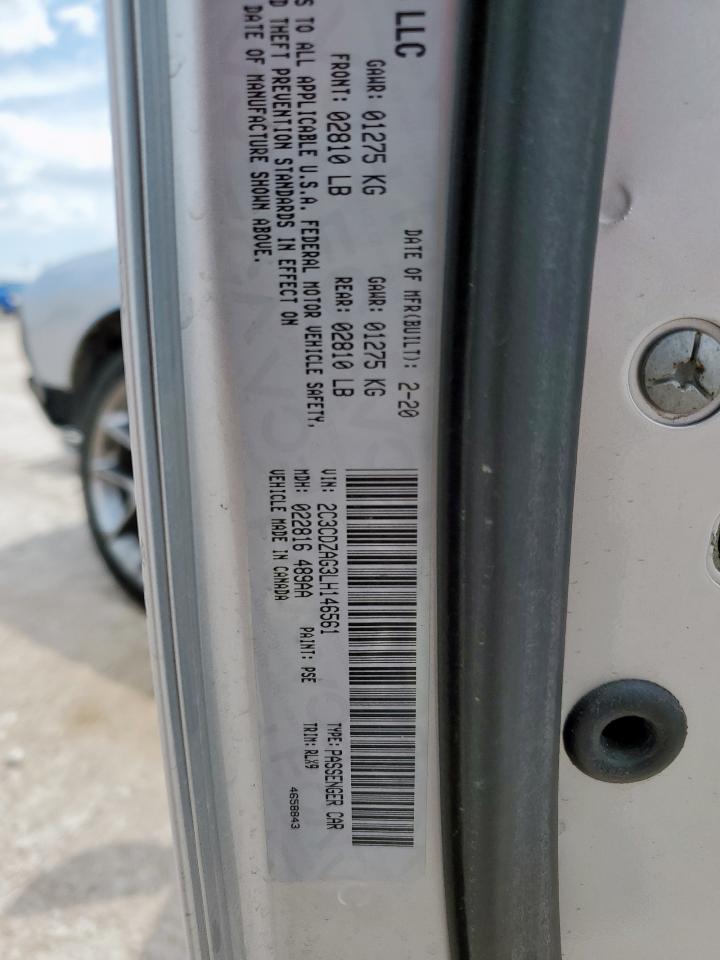 LLC
DATE OF MFR(BUILT): 2-20
GAWR: 01275 KG GAWR: 01275 KG
FRONT: 02810 LB REAR: 02810 LB
TO ALL APPLICABLE U.S.A. FEDERAL MOTOR VEHICLE SAFETY,
THEFT PREVENTION STANDARDS IN EFFECT ON
DATE OF MANUFACTURE SHOWN ABOVE.
VIN: 2C3CDZAG3LH146561 TYPE: PASSENGER CAR
MDH: 022816 489AA PAINT: PSE TRIM: RLX9
VEHICLE MADE IN CANADA 4658843